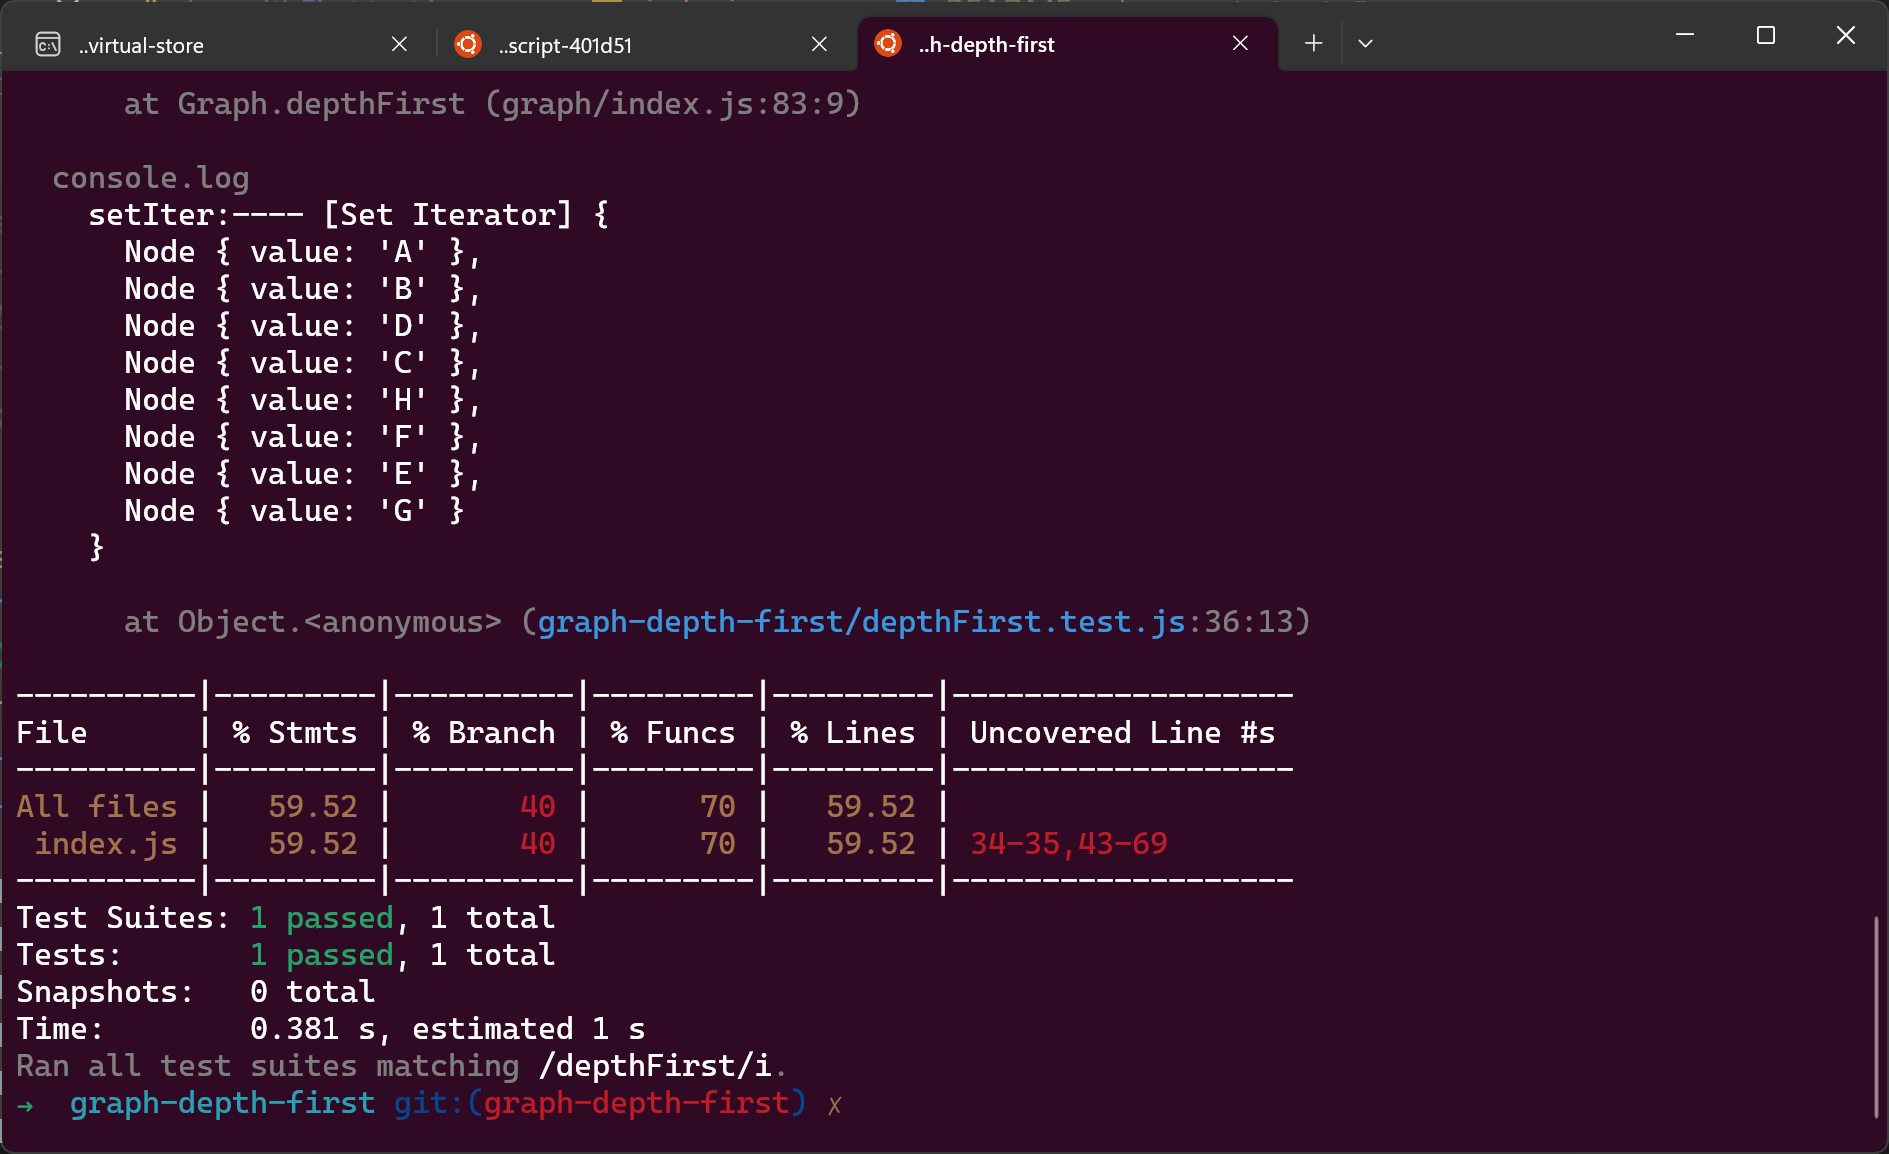 ..virtual-store
..script-401d51
..h-depth-first
at Graph.depthFirst (graph/index.js:83:9)
console.log
setIter:---- [Set Iterator] {
Node { value: 'A' },
Node { value: 'B' },
Node { value: 'D' },
Node { value: 'C' },
Node { value: 'H' },
Node { value: 'F' },
Node { value: 'E' },
Node { value: 'G' }
}
at Object.<anonymous> (graph-depth-first/depthFirst.test.js:36:13)
----------|---------|----------|---------|---------|-------------------
File      | % Stmts | % Branch | % Funcs | % Lines | Uncovered Line #s
----------|---------|----------|---------|---------|-------------------
All files |   59.52 |       40 |      70 |   59.52 |
 index.js |   59.52 |       40 |      70 |   59.52 | 34-35,43-69
----------|---------|----------|---------|---------|-------------------
Test Suites: 1 passed, 1 total
Tests:       1 passed, 1 total
Snapshots:   0 total
Time:        0.381 s, estimated 1 s
Ran all test suites matching /depthFirst/i.
→  graph-depth-first git:(graph-depth-first) ✗